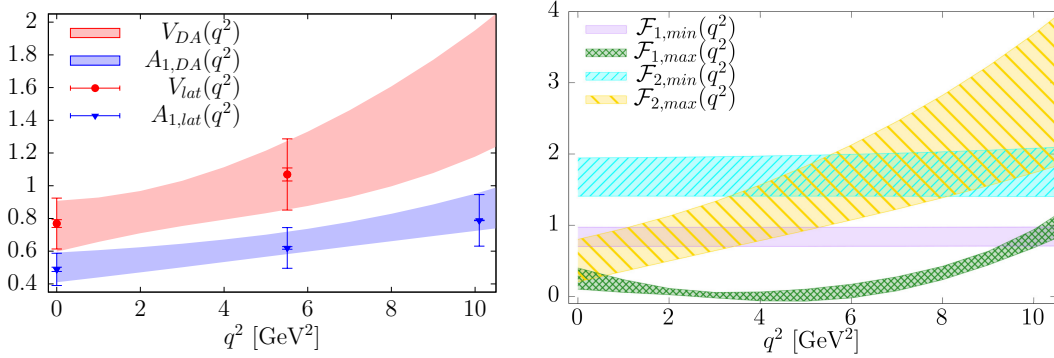 2
1.8
1.6
1.4
1.2
1
0.8
0.6
0.4
V_{DA}(q^2)
A_{1,DA}(q^2)
V_{lat}(q^2)
A_{1,lat}(q^2)
0 2 4 6 8 10
q^2 [GeV^2]
4
3
2
1
0
\mathcal{F}_{1,min}(q^2)
\mathcal{F}_{1,max}(q^2)
\mathcal{F}_{2,min}(q^2)
\mathcal{F}_{2,max}(q^2)
0 2 4 6 8 10
q^2 [GeV^2]